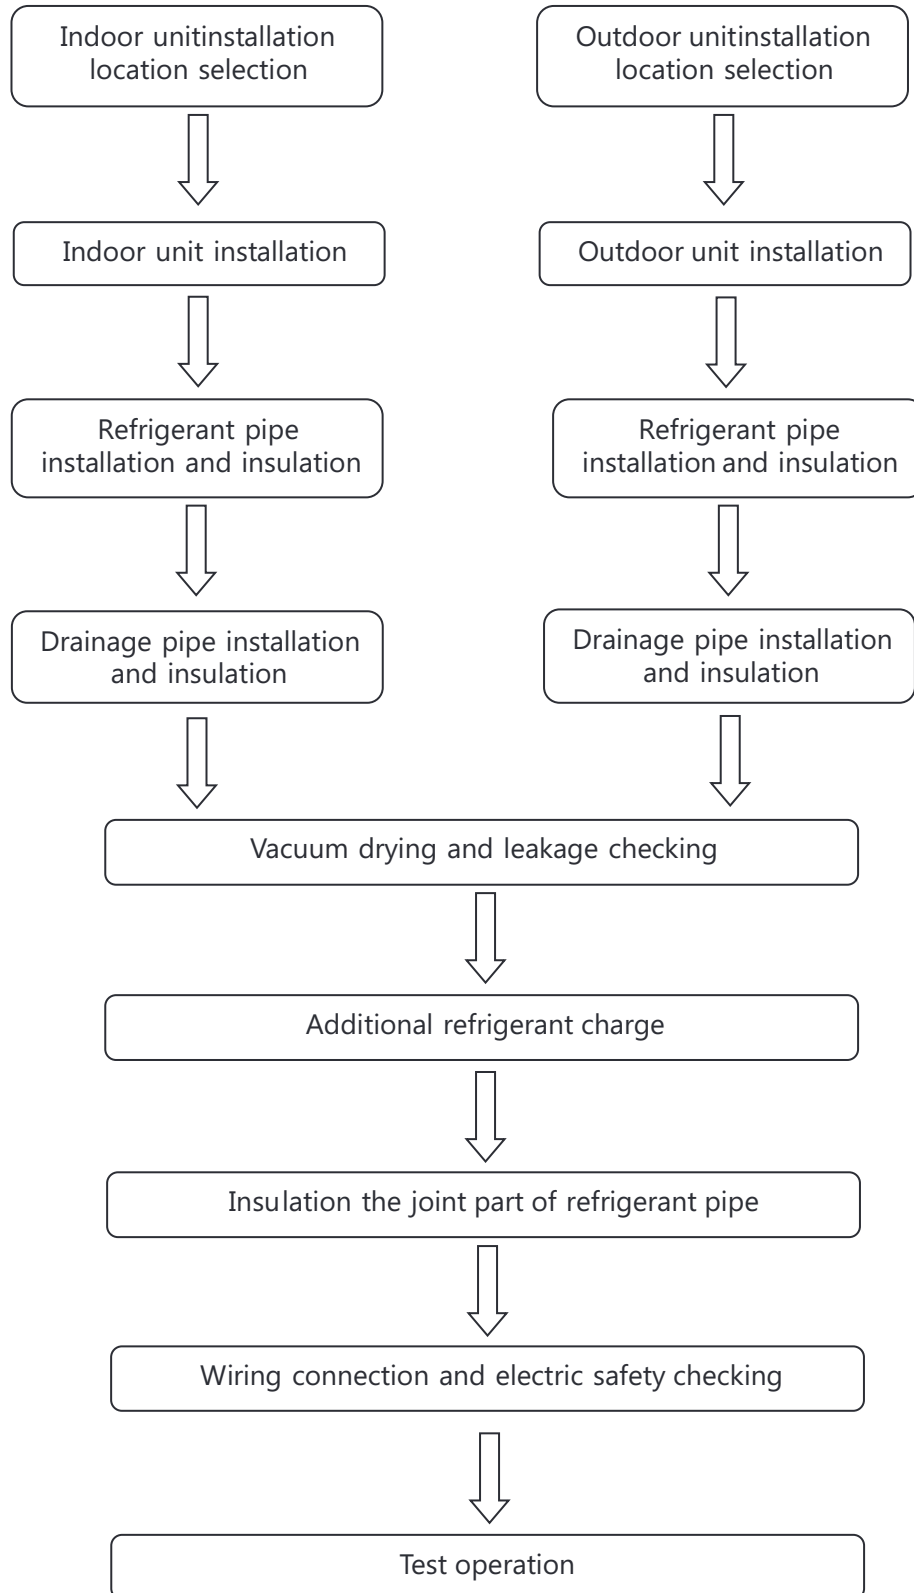 Indoor unitinstallation
location selection
Outdoor unitinstallation
location selection
Indoor unit installation
Outdoor unit installation
Refrigerant pipe
installation and insulation
Refrigerant pipe
installation and insulation
Drainage pipe installation
and insulation
Drainage pipe installation
and insulation
Vacuum drying and leakage checking
Additional refrigerant charge
Insulation the joint part of refrigerant pipe
Wiring connection and electric safety checking
Test operation